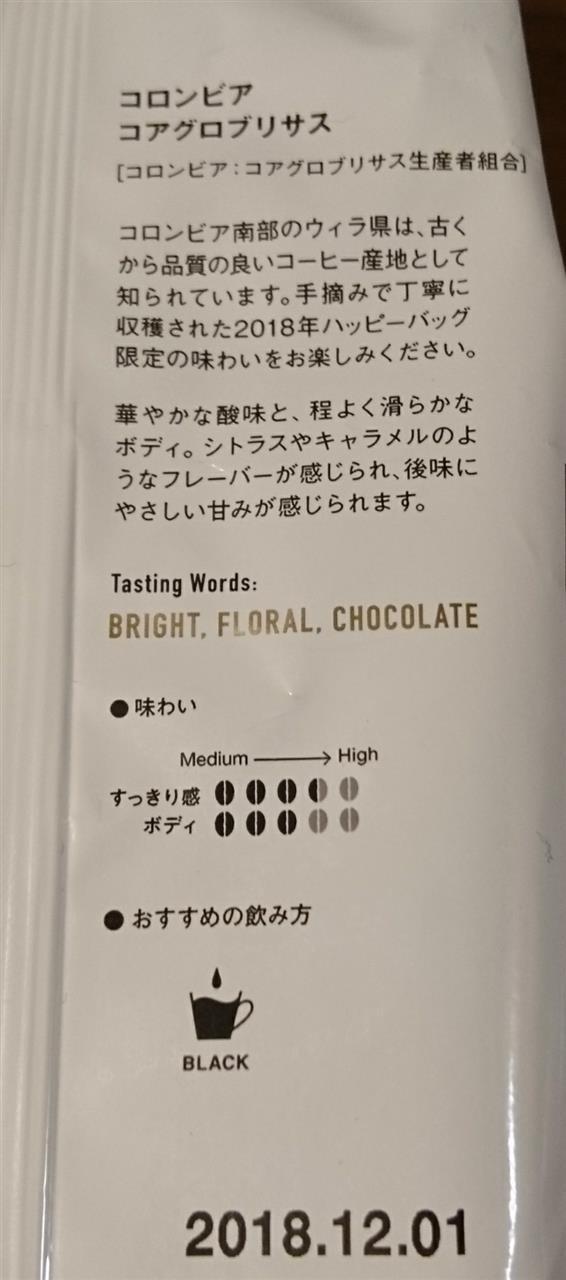 コロンビア
コアグロブリサス
[コロンビア:コアグロブリサス生産者組合]
コロンビア南部のウィラ県は、古く
から品質の良いコーヒー産地として
知られています。手摘みで丁寧に
収穫された2018年ハッピーバッグ
限定の味わいをお楽しみください。
華やかな酸味と、程よく滑らかな
ボディ。シトラスやキャラメルのよ
うなフレーバーが感じられ、後味に
やさしい甘みが感じられます。
Tasting Words:
BRIGHT, FLORAL, CHOCOLATE
●味わい
Medium → High
すっきり感
ボディ
●おすすめの飲み方
BLACK
2018.12.01